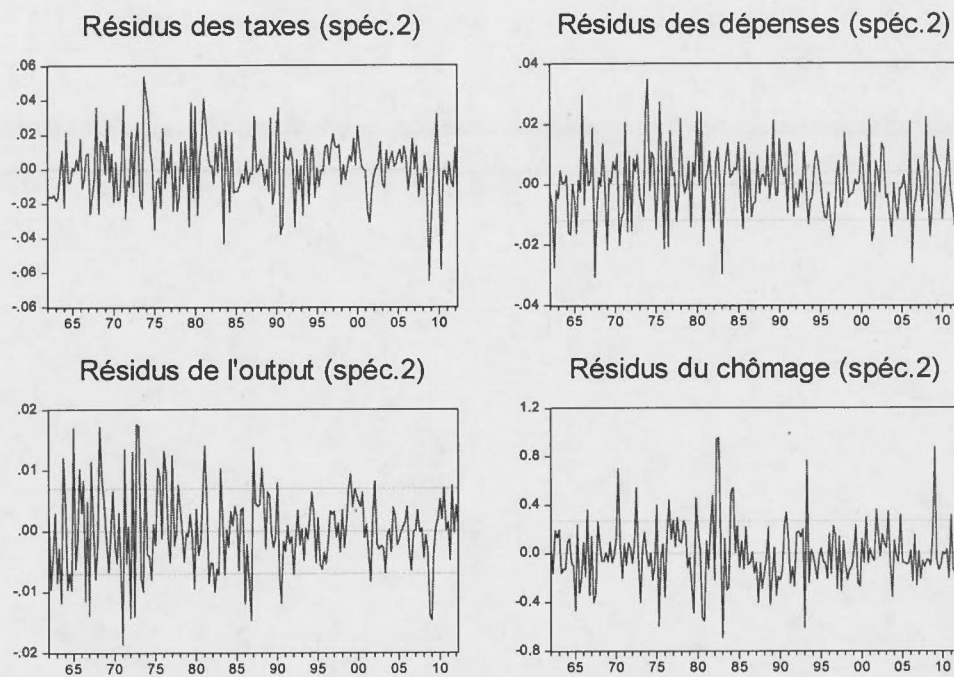 Résidus des taxes (spéc.2)
.06
.04
.02
.00
-.02
-.04
-.06
65 70 75 80 85 90 95 00 05 10
Résidus des dépenses (spéc.2)
.04
.02
.00
-.02
-.04
65 70 75 80 85 90 95 00 05 10
Résidus de l'output (spéc.2)
.02
.01
.00
-.01
-.02
65 70 75 80 85 90 95 00 05 10
Résidus du chômage (spéc.2)
1.2
0.8
0.4
0.0
-0.4
-0.8
65 70 75 80 85 90 95 00 05 10